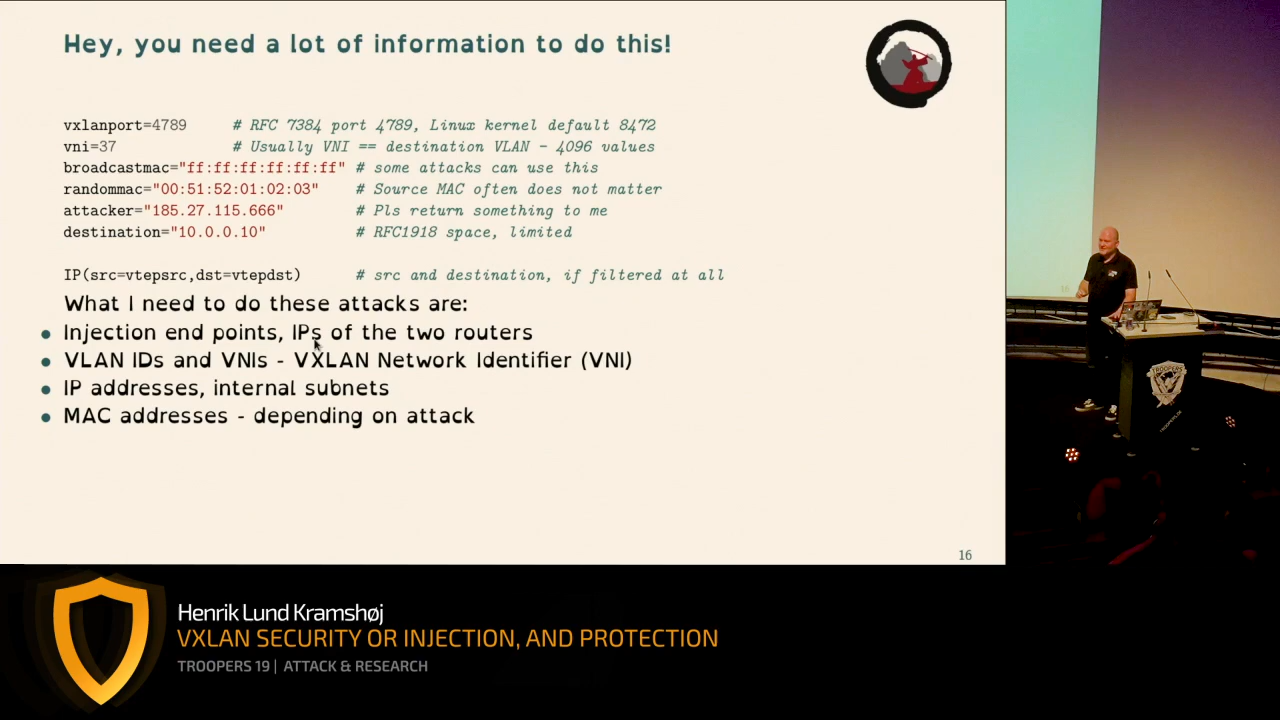 Hey, you need a lot of information to do this!
vxlanport=4789 # RFC 7384 port 4789, Linux kernel default 8472
vni=37 # Usually VNI == destination VLAN - 4096 values
broadcastmac="ff:ff:ff:ff:ff:ff" # some attacks can use this
randommac="00:51:52:01:02:03" # Source MAC often does not matter
attacker="185.27.115.666" # Pls return something to me
destination="10.0.0.10" # RFC1918 space, limited
IP(src=vtepsrc,dst=vtepdst) # src and destination, if filtered at all
What I need to do these attacks are:
• Injection end points, IPs of the two routers
• VLAN IDs and VNIs - VXLAN Network Identifier (VNI)
• IP addresses, internal subnets
• MAC addresses - depending on attack
16
TROOPERS
Henrik Lund Kramshøj
VXLAN SECURITY OR INJECTION, AND PROTECTION
TROOPERS 19 | ATTACK & RESEARCH